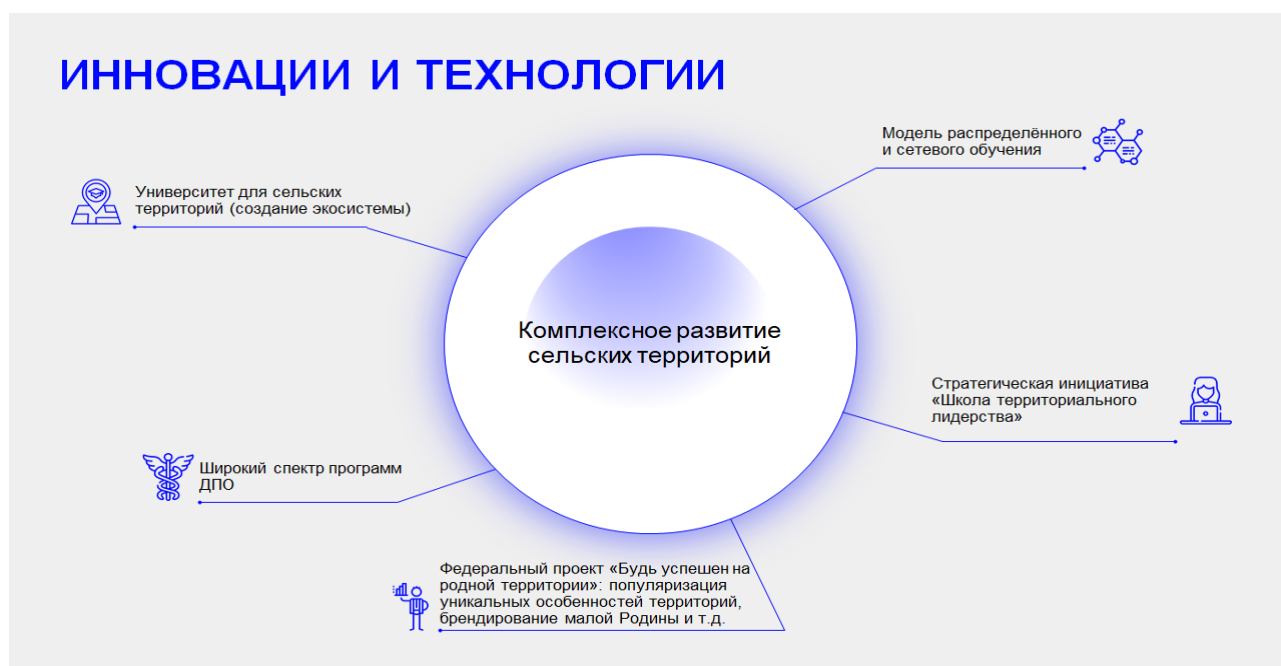 ИННОВАЦИИ И ТЕХНОЛОГИИ
Модель распределённого
и сетевого обучения
Университет для сельских
территорий (создание экосистемы)
Комплексное развитие
сельских территорий
Стратегическая инициатива
«Школа территориального
лидерства»
Широкий спектр программ
ДПО
Федеральный проект «Будь успешен на
родной территории»: популяризация
уникальных особенностей территорий,
брендирование малой Родины и т.д.